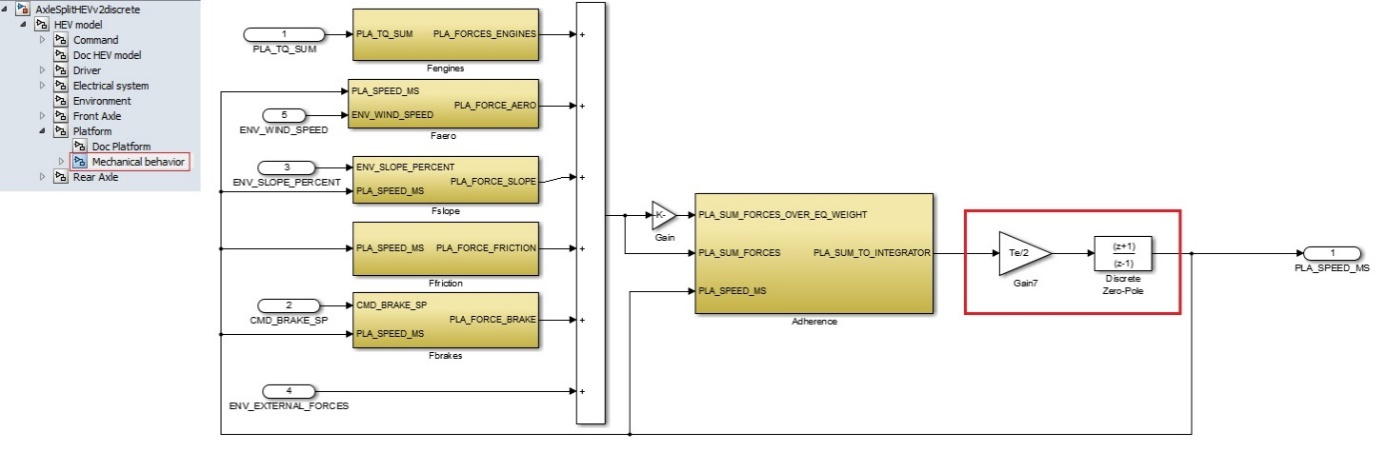 AxleSplitHEVv2discrete
HEV model
Command
Doc HEV model
Driver
Electrical system
Environment
Front Axle
Platform
Doc Platform
Mechanical behavior
Rear Axle
1
PLA_TQ_SUM
PLA_TQ_SUM PLA_FORCES_ENGINES
Fengines
+
PLA_SPEED_MS
5
ENV_WIND_SPEED
ENV_WIND_SPEED
PLA_FORCE_AERO
Faero
+
3
ENV_SLOPE_PERCENT
ENV_SLOPE_PERCENT
PLA_FORCE_SLOPE
PLA_SPEED_MS
Fslope
+
PLA_SPEED_MS PLA_FORCE_FRICTION
Ffriction
+
2
CMD_BRAKE_SP
CMD_BRAKE_SP
PLA_FORCE_BRAKE
PLA_SPEED_MS
Fbrakes
+
4
ENV_EXTERNAL_FORCES
+
-K-
Gain
PLA_SUM_FORCES_OVER_EQ_WEIGHT
PLA_SUM_FORCES PLA_SUM_TO_INTEGRATOR
PLA_SPEED_MS
Adherence
Te/2
Gain7
(z+1)
(z-1)
Discrete
Zero-Pole
1
PLA_SPEED_MS